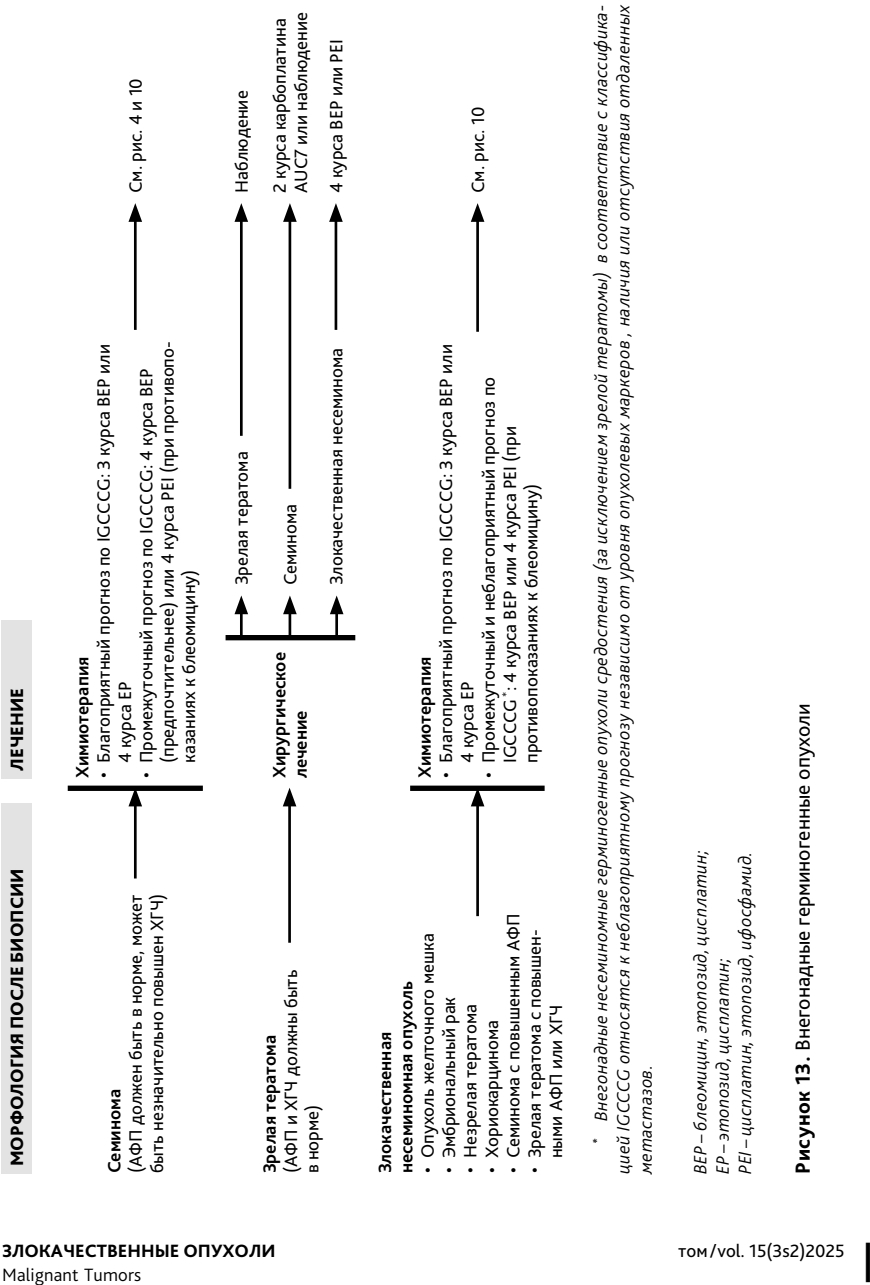 МОРФОЛОГИЯ ПОСЛЕ БИОПСИИ
ЛЕЧЕНИЕ
Семинома
(АФП должен быть в норме, может
быть незначительно повышен ХГЧ)
Химиотерапия
• Благоприятный прогноз по IGCCCG: 3 курса BEP или
4 курса EP
• Промежуточный прогноз по IGCCCG: 4 курса BEP
(предпочтительнее) или 4 курса PEI (при противопо-
казаниях к блеомицину)
См. рис. 4 и 10
Зрелая тератома
(АФП и ХГЧ должны быть
в норме)
Хирургическое
лечение
Зрелая тератома
Наблюдение
Семинома
2 курса карбоплатина
AUC7 или наблюдение
Злокачественная несеминома
4 курса BEP или PEI
Злокачественная
несеминомная опухоль
• Опухоль желточного мешка
• Эмбриональный рак
• Незрелая тератома
• Хориокарцинома
• Семинома с повышенным АФП
• Зрелая тератома с повышен-
ными АФП или ХГЧ
Химиотерапия
• Благоприятный прогноз по IGCCCG: 3 курса BEP или
4 курса EP
• Промежуточный и неблагоприятный прогноз по
IGCCCG*: 4 курса BEP или 4 курса PEI (при
противопоказаниях к блеомицину)
См. рис. 10
* Внегонадные несеминомные герминогенные опухоли средостения (за исключением зрелой тератомы) в соответствие с классифика-
цией IGCCCG относятся к неблагоприятному прогнозу независимо от уровня опухолевых маркеров, наличия или отсутствия отдаленных
метастазов.
BEP – блеомицин, этопозид, цисплатин;
EP – этопозид, цисплатин;
PEI – цисплатин, этопозид, ифосфамид.
Рисунок 13. Внегонадные герминогенные опухоли
ЗЛОКАЧЕСТВЕННЫЕ ОПУХОЛИ
Malignant Tumors
том/vol. 15(3s2)2025